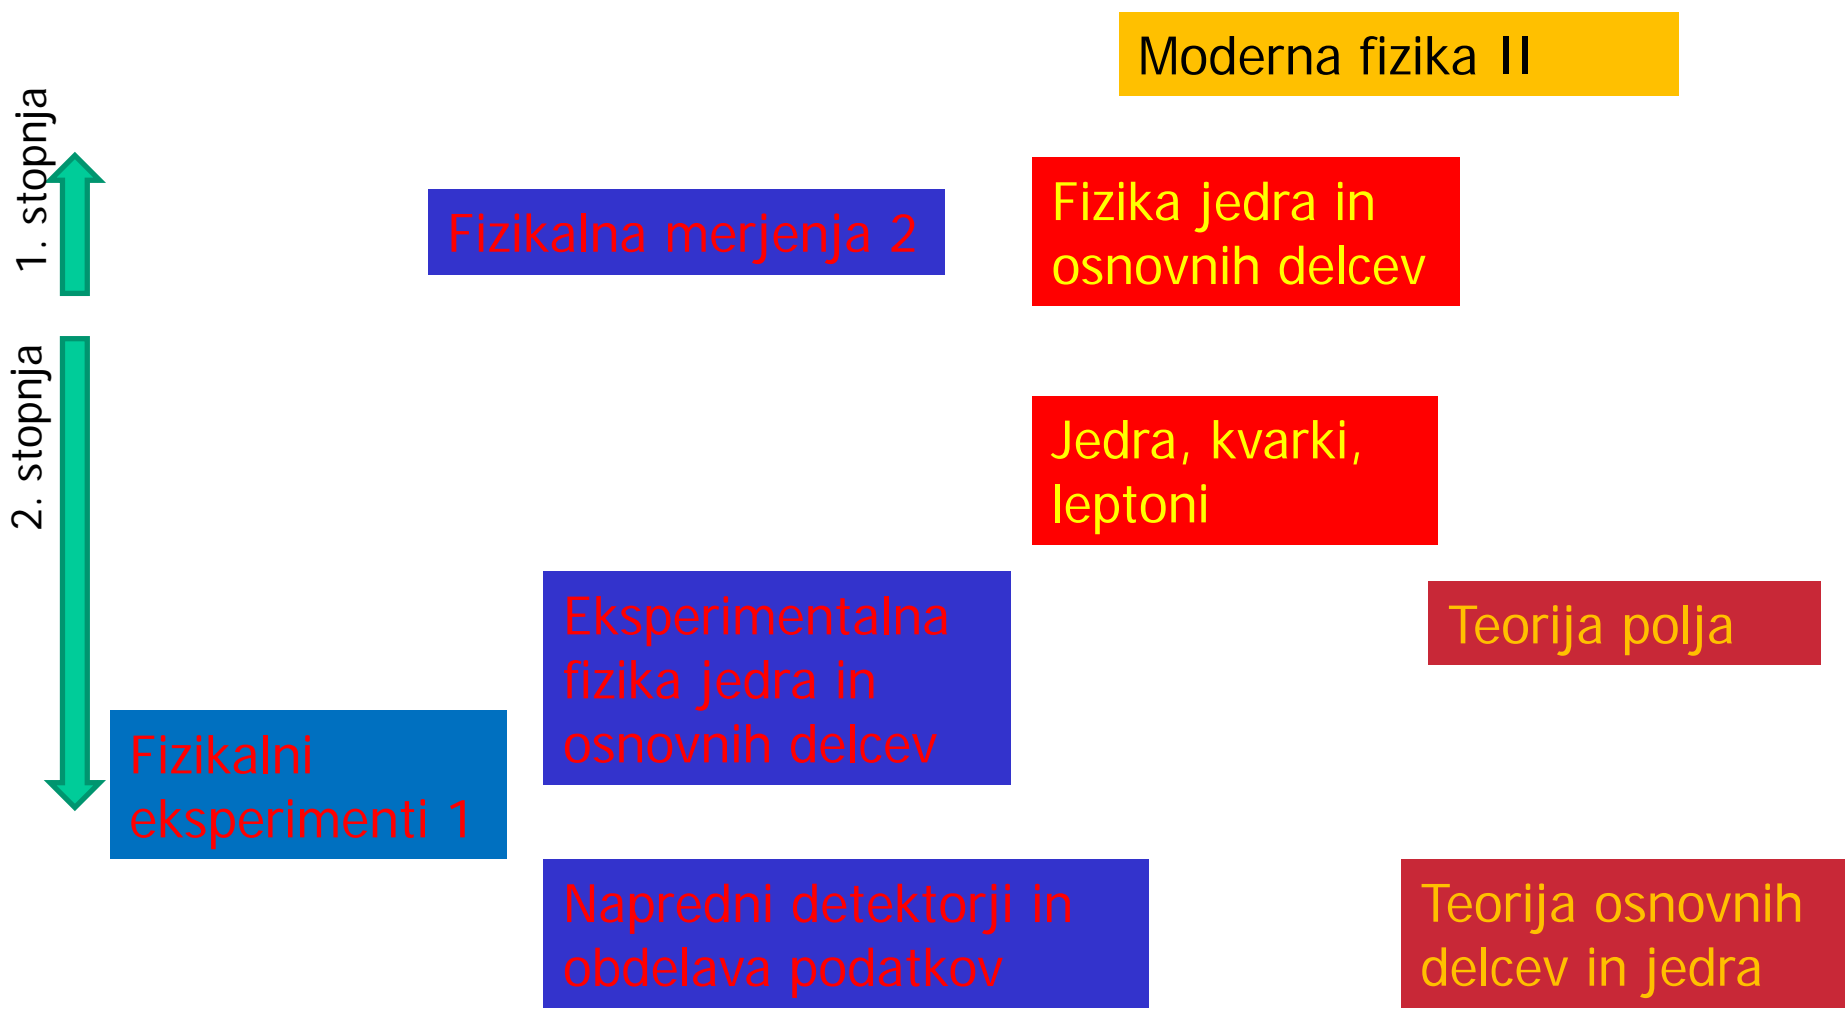 Moderna fizika II
1. stopnja
Fizikalna merjenja 2
Fizika jedra in
osnovnih delcev
2. stopnja
Jedra, kvarki,
leptoni
Eksperimentalna
fizika jedra in
osnovnih delcev
Teorija polja
Fizikalni
eksperimenti 1
Napredni detektorji in
obdelava podatkov
Teorija osnovnih
delcev in jedra